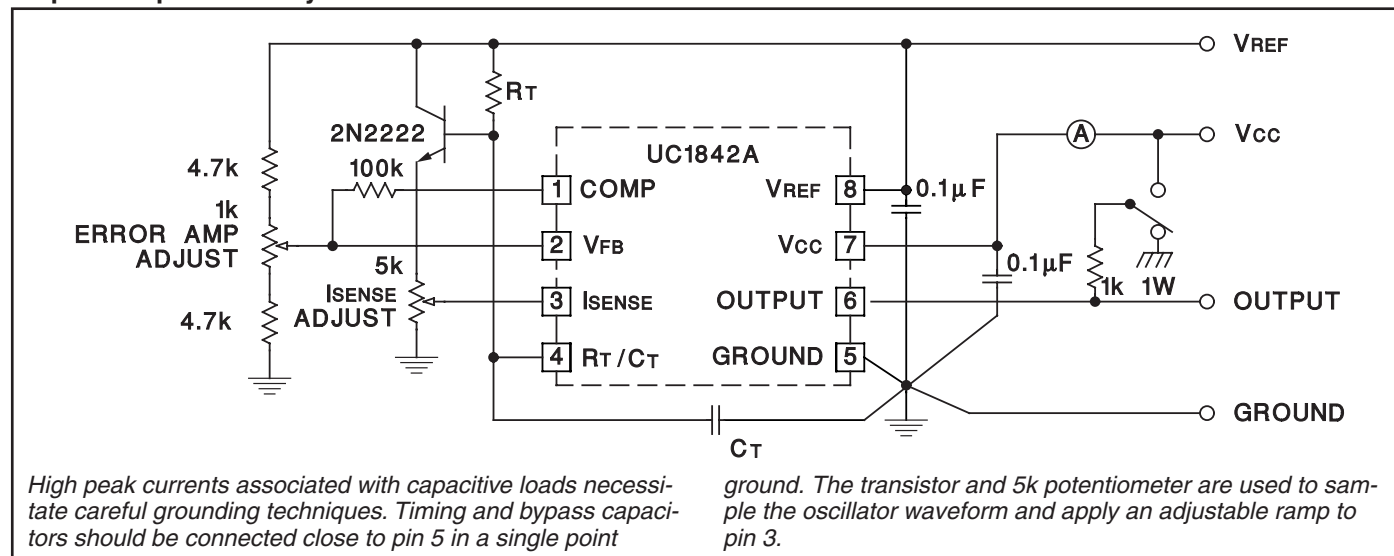 VREF
RT
VCC
A
2N2222
UC1842A
4.7k
100k
1 COMP
VREF 8
0.1µF
1k
ERROR AMP
ADJUST
2 VFB
VCC 7
0.1µF
5k
ISENSE
ADJUST
3 ISENSE
OUTPUT 6
1k
1W
OUTPUT
4.7k
4 RT/CT
GROUND 5
GROUND
CT
High peak currents associated with capacitive loads necessi-
tate careful grounding techniques. Timing and bypass capaci-
tors should be connected close to pin 5 in a single point
ground. The transistor and 5k potentiometer are used to sam-
ple the oscillator waveform and apply an adjustable ramp to
pin 3.